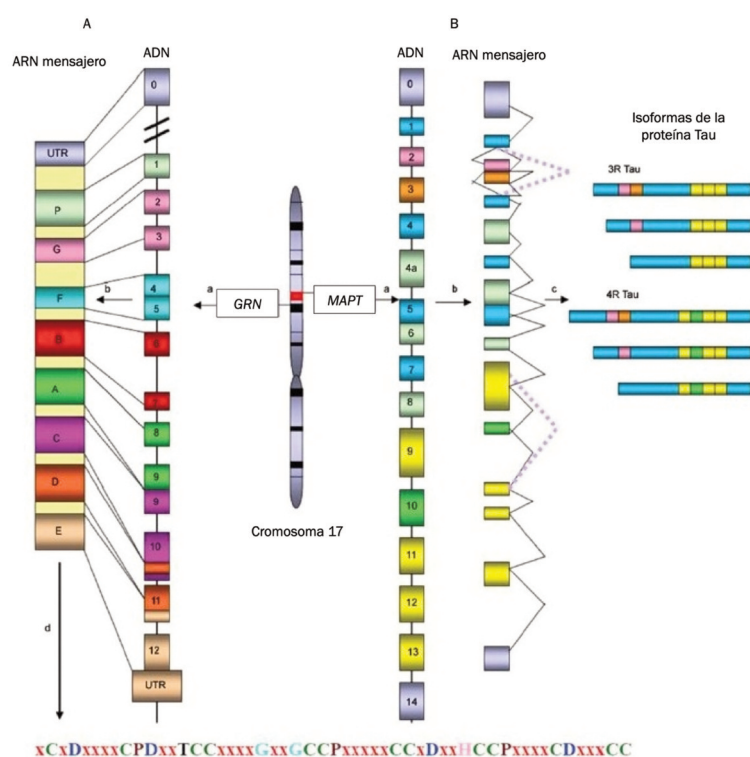 A
ARN mensajero
ADN
UTR
P
G
F
B
A
C
D
E
0
1
2
3
4
5
6
8
9
9
10
11
12
UTR
a
b
d
GRN
MAPT
Cromosoma 17
B
ADN
ARN mensajero
0
1
2
3
4
4a
5
6
7
8
9
10
11
12
13
14
a
b
c
Isoformas de la
proteína Tau
3R Tau
4R Tau
xCxDxxxxCPDxxTCCxxxxGxxGCCPxxxxxCCxDxxHCCPxxxxCDxxxCC